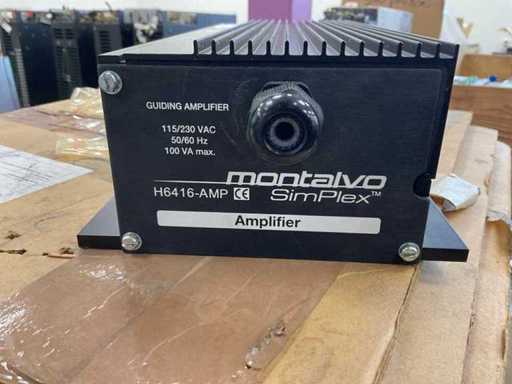 GUIDING AMPLIFIER
115/230 VAC
50/60 Hz
100 VA max.
montalvo
H6416-AMP CE SimPlex™
Amplifier